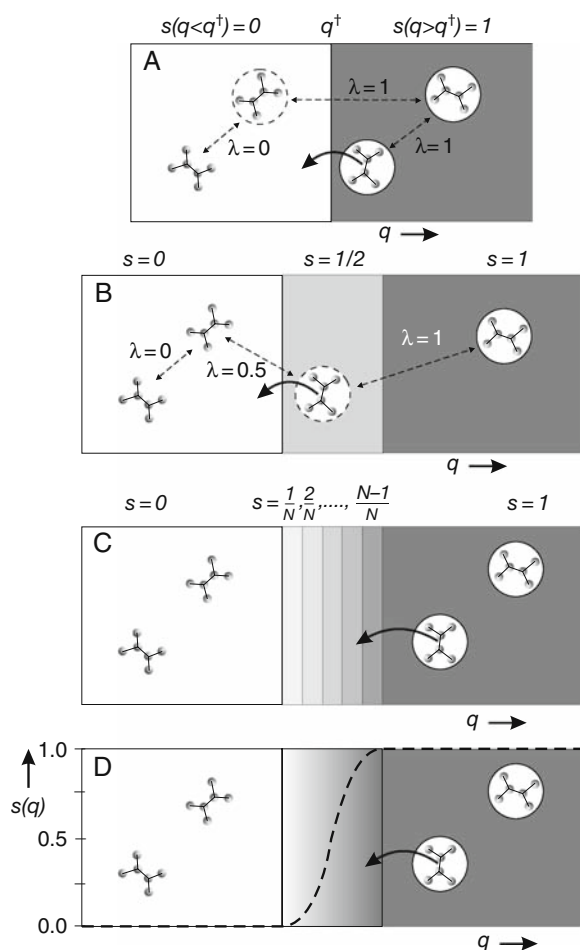 s(q<q†)=0 q† s(q>q†)=1
A
λ=1
λ=0 λ=1
q
s=0 s=1/2 s=1
B
λ=0 λ=1
λ=0.5
q
s=0 s=1/N, 2/N, ...., N–1/N s=1
C
q
1.0 D
s(q)
0.5
0.0
q